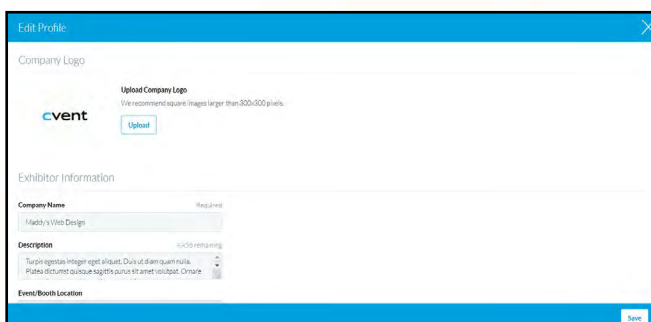 Edit Profile
Company Logo
cvent
Upload Company Logo
We recommend square images larger than 300x300 pixels.
Upload
Exhibitor Information
Company Name Required
Maddy's Web Design
Description remaining
Turpis egestas integer eget aliquet. Duis ut diam quam nulla.
Platea dictumst quisque sagittis purus sit amet volutpat. Ornare
Event/Booth Location
Save